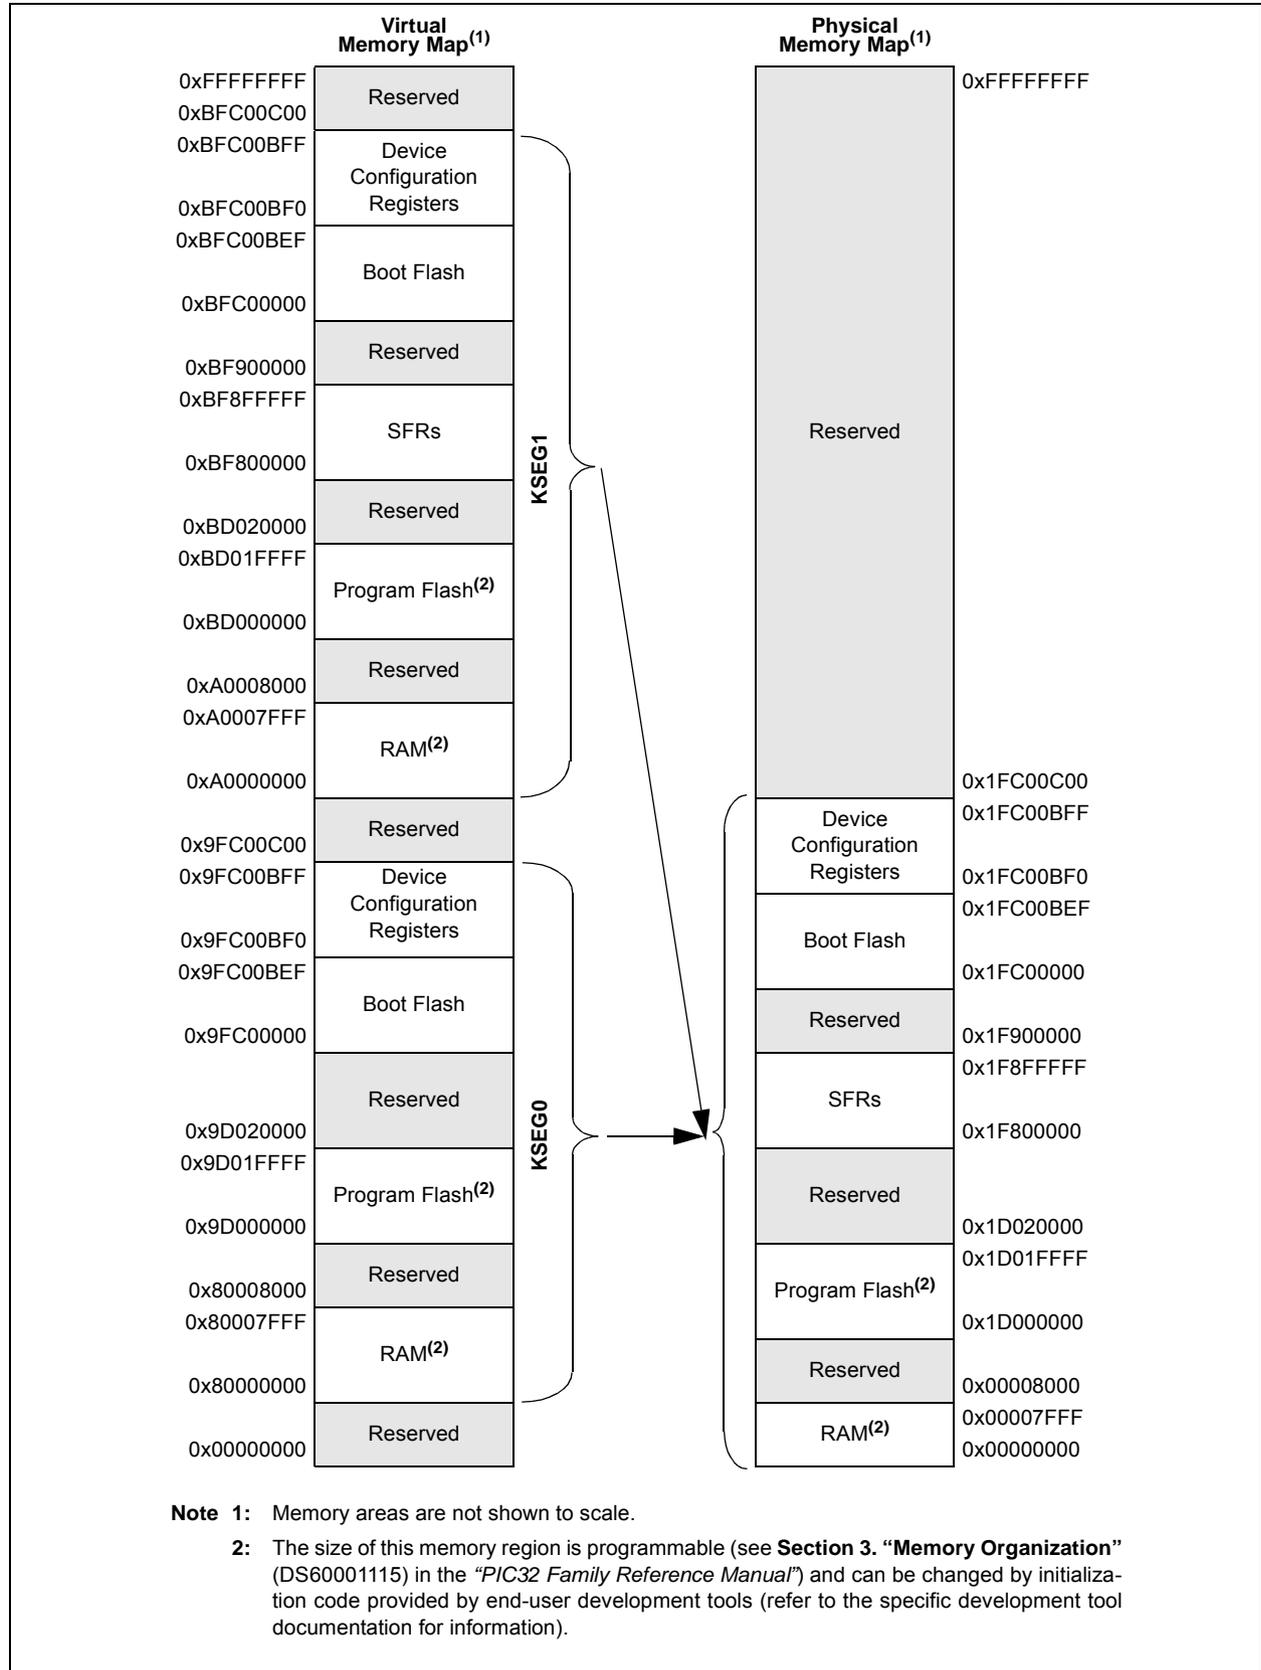 Virtual
Memory Map(1)
Physical
Memory Map(1)
0xFFFFFFFF
Reserved
0xBFC00C00
0xBFC00BFF
Device
Configuration
Registers
0xBFC00BF0
0xBFC00BEF
Boot Flash
0xBFC00000
Reserved
0xBF900000
0xBF8FFFFF
SFRs
0xBF800000
Reserved
0xBD020000
0xBD01FFFF
Program Flash(2)
0xBD000000
Reserved
0xA0008000
0xA0007FFF
RAM(2)
0xA0000000
Reserved
0x9FC00C00
0x9FC00BFF
Device
Configuration
Registers
0x9FC00BF0
0x9FC00BEF
Boot Flash
0x9FC00000
Reserved
0x9D020000
0x9D01FFFF
Program Flash(2)
0x9D000000
Reserved
0x80008000
0x80007FFF
RAM(2)
0x80000000
Reserved
0x00000000
KSEG1
KSEG0
0xFFFFFFFF
Reserved
0x1FC00C00
0x1FC00BFF
Device
Configuration
Registers
0x1FC00BF0
0x1FC00BEF
Boot Flash
0x1FC00000
Reserved
0x1F900000
0x1F8FFFFF
SFRs
0x1F800000
Reserved
0x1D020000
0x1D01FFFF
Program Flash(2)
0x1D000000
Reserved
0x00008000
0x00007FFF
RAM(2)
0x00000000
Note 1: Memory areas are not shown to scale.
2: The size of this memory region is programmable (see Section 3. “Memory Organization”
(DS60001115) in the “PIC32 Family Reference Manual”) and can be changed by initializa-
tion code provided by end-user development tools (refer to the specific development tool
documentation for information).